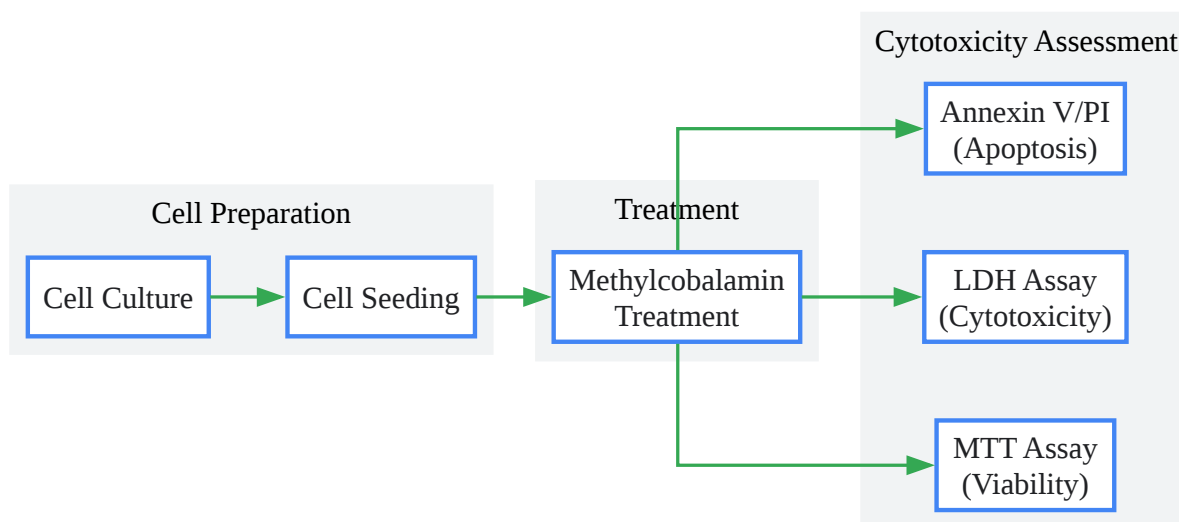 Cell Preparation
Cell Culture
Cell Seeding
Treatment
Methylcobalamin
Treatment
Cytotoxicity Assessment
Annexin V/PI
(Apoptosis)
LDH Assay
(Cytotoxicity)
MTT Assay
(Viability)